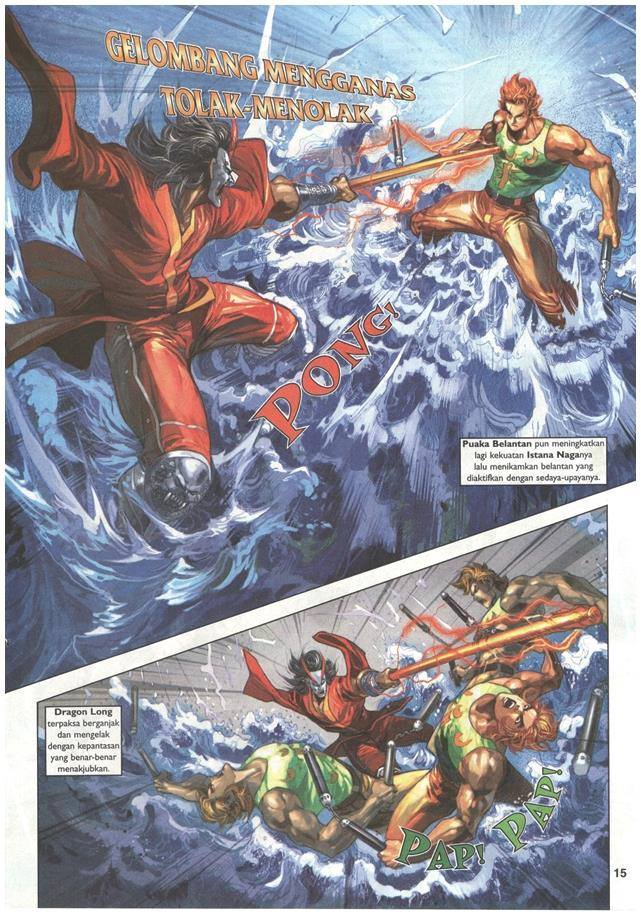 GELOMBANG MENGGANAS
TOLAK-MENOLAK
PONG!
Puaka Belantan pun meningkatkan
lagi kekuatan Istana Naganya
lalu menikamkan belantan yang
diaktifkan dengan sedaya-upayanya.
Dragon Long
terpaksa berganjak
dan mengelak
dengan kepantasan
yang benar-benar
menakjubkan.
PAP! PAP!
15